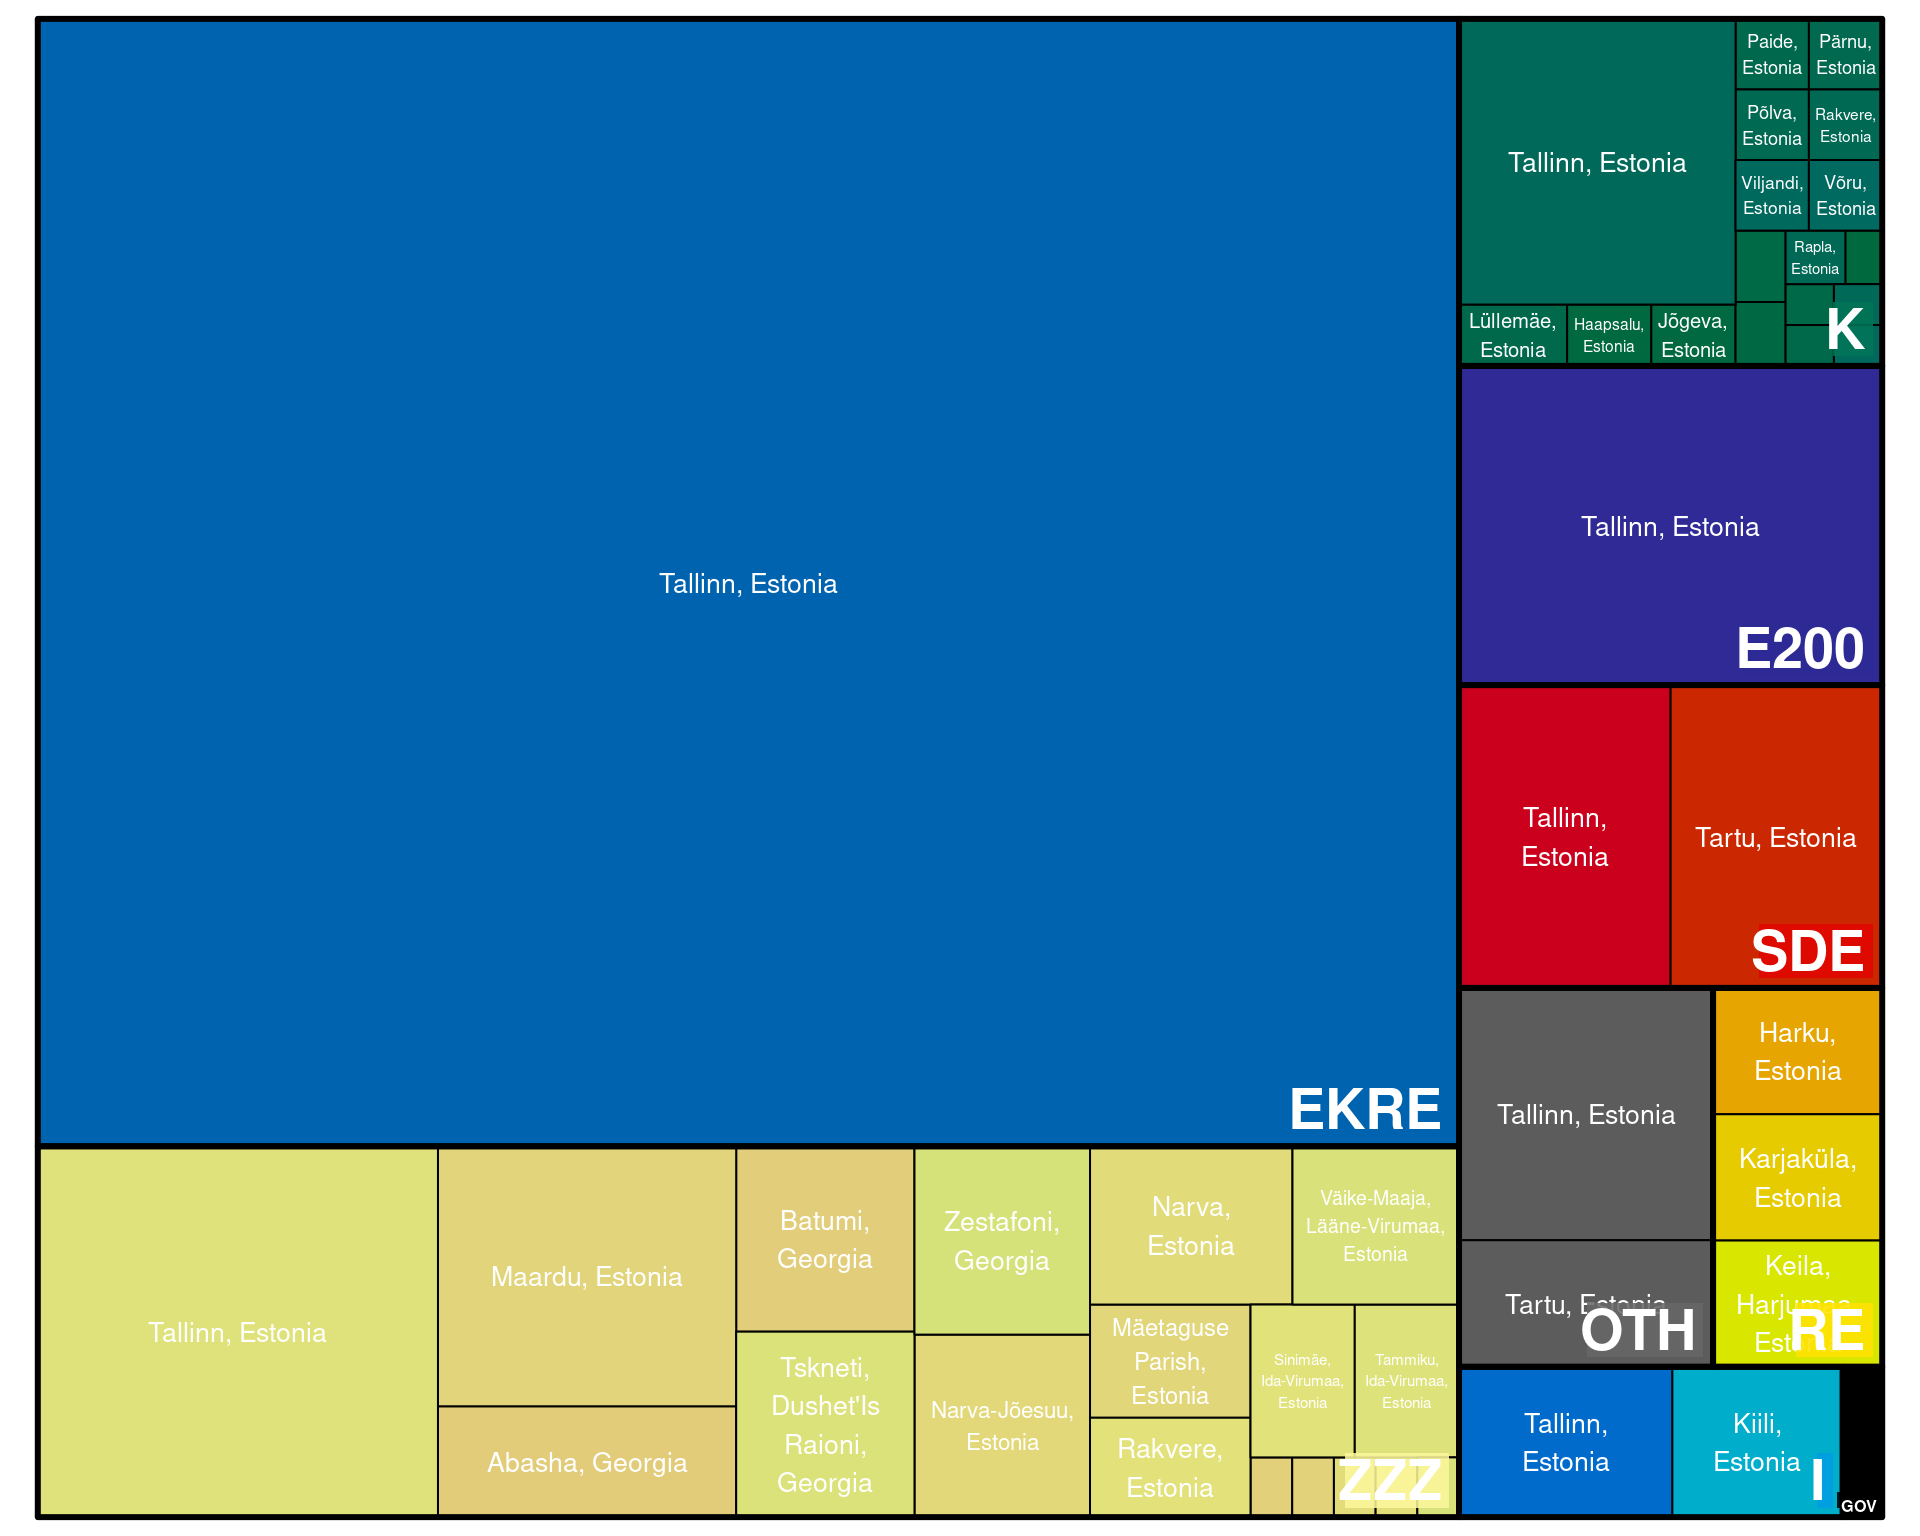 Tallinn, Estonia
EKRE
Tallinn, Estonia
Maardu, Estonia
Abasha, Georgia
Batumi,
Georgia
Tskneti,
Dushet'Is
Raioni,
Georgia
Zestafoni,
Georgia
Narva-Jõesuu,
Estonia
Narva,
Estonia
Väike-Maaja,
Lääne-Virumaa,
Estonia
Mäetaguse
Parish,
Estonia
Rakvere,
Estonia
Sinimäe,
Ida-Virumaa,
Estonia
Tammiku,
Ida-Virumaa,
Estonia
ZZZ
Tallinn, Estonia
Lüllemäe,
Estonia
Haapsalu,
Estonia
Jõgeva,
Estonia
Paide,
Estonia
Pärnu,
Estonia
Põlva,
Estonia
Rakvere,
Estonia
Viljandi,
Estonia
Võru,
Estonia
Rapla,
Estonia
K
Tallinn, Estonia
E200
Tallinn,
Estonia
Tartu, Estonia
SDE
Tallinn, Estonia
Tartu, Estonia
OTH
Harku,
Estonia
Karjaküla,
Estonia
Keila,
Harjumaa,
Estonia
RE
Tallinn,
Estonia
Kiili,
Estonia
I
GOV